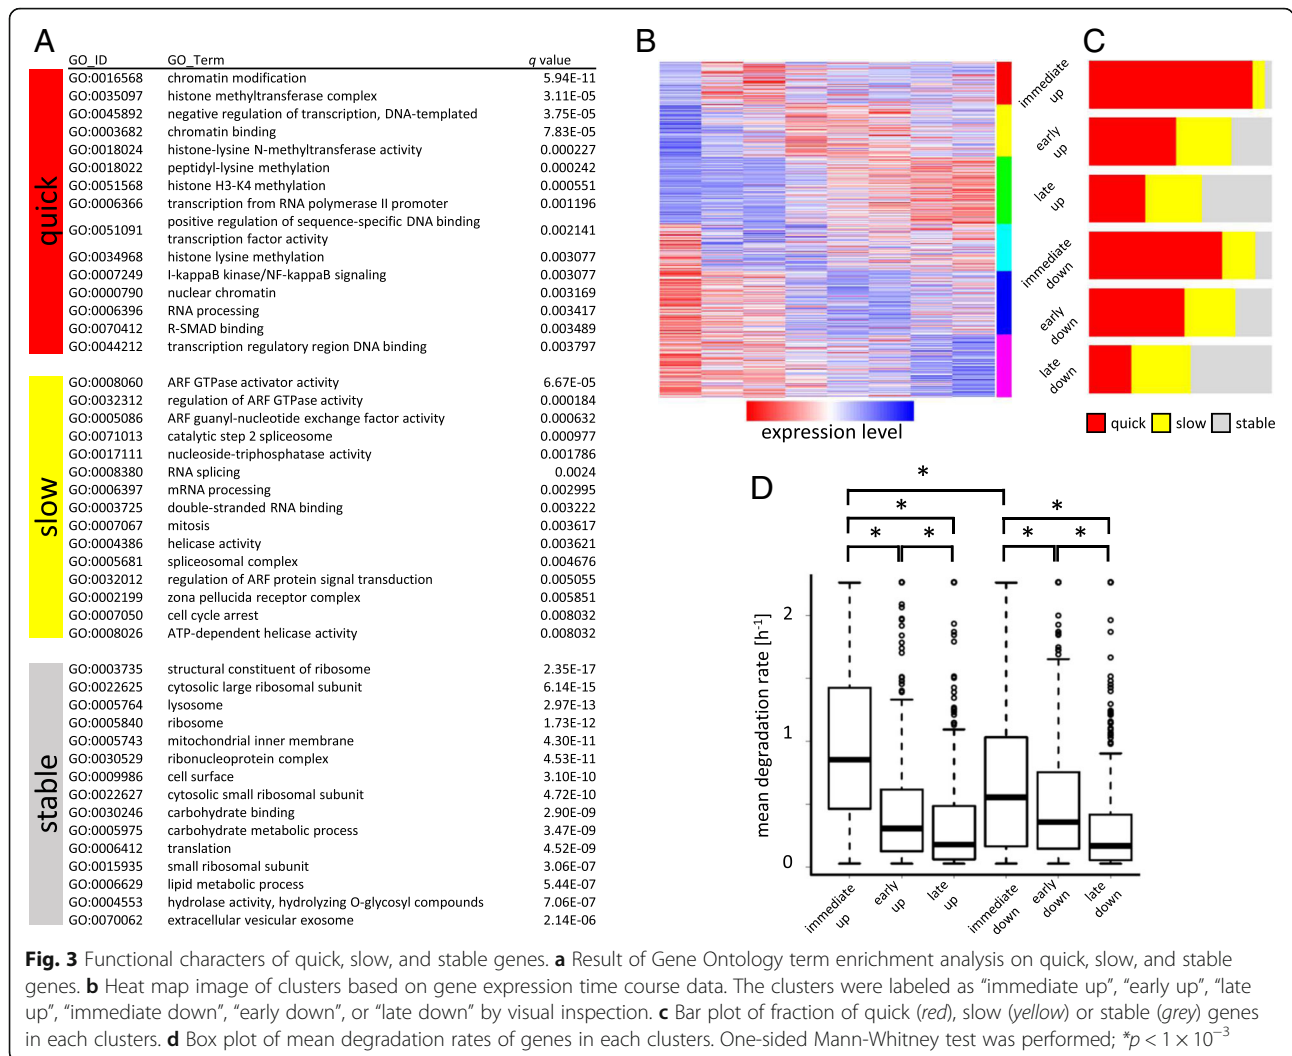 A
GO_ID GO_Term q value
quick
GO:0016568 chromatin modification 5.94E-11
GO:0035097 histone methyltransferase complex 3.11E-05
GO:0045892 negative regulation of transcription, DNA-templated 3.75E-05
GO:0003682 chromatin binding 7.83E-05
GO:0018024 histone-lysine N-methyltransferase activity 0.000227
GO:0018022 peptidyl-lysine methylation 0.000242
GO:0051568 histone H3-K4 methylation 0.000551
GO:0006366 transcription from RNA polymerase II promoter 0.001196
GO:0051091 positive regulation of sequence-specific DNA binding
transcription factor activity 0.002141
GO:0034968 histone lysine methylation 0.003077
GO:0007249 I-kappaB kinase/NF-kappaB signaling 0.003077
GO:0000790 nuclear chromatin 0.003169
GO:0006396 RNA processing 0.003417
GO:0070412 R-SMAD binding 0.003489
GO:0044212 transcription regulatory region DNA binding 0.003797
slow
GO:0008060 ARF GTPase activator activity 6.67E-05
GO:0032312 regulation of ARF GTPase activity 0.000184
GO:0005086 ARF guanyl-nucleotide exchange factor activity 0.000632
GO:0071013 catalytic step 2 spliceosome 0.000977
GO:0017111 nucleoside-triphosphatase activity 0.001786
GO:0008380 RNA splicing 0.0024
GO:0006397 mRNA processing 0.002995
GO:0003725 double-stranded RNA binding 0.003222
GO:0007067 mitosis 0.003617
GO:0004386 helicase activity 0.003621
GO:0005681 spliceosomal complex 0.004676
GO:0032012 regulation of ARF protein signal transduction 0.005055
GO:0002199 zona pellucida receptor complex 0.005851
GO:0007050 cell cycle arrest 0.008032
GO:0008026 ATP-dependent helicase activity 0.008032
stable
GO:0003735 structural constituent of ribosome 2.35E-17
GO:0022625 cytosolic large ribosomal subunit 6.14E-15
GO:0005764 lysosome 2.97E-13
GO:0005840 ribosome 1.73E-12
GO:0005743 mitochondrial inner membrane 4.30E-11
GO:0030529 ribonucleoprotein complex 4.53E-11
GO:0009986 cell surface 3.10E-10
GO:0022627 cytosolic small ribosomal subunit 4.72E-10
GO:0030246 carbohydrate binding 2.90E-09
GO:0005975 carbohydrate metabolic process 3.47E-09
GO:0006412 translation 4.52E-09
GO:0015935 small ribosomal subunit 3.06E-07
GO:0006629 lipid metabolic process 5.44E-07
GO:0004553 hydrolase activity, hydrolyzing O-glycosyl compounds 7.06E-07
GO:0070062 extracellular vesicular exosome 2.14E-06
B
expression level
C
immediate
up
early
up
late
up
immediate
down
early
down
late
down
quick slow stable
D
*
* *
* * * *
mean degradation rate [h⁻¹]
2
1
0
immediate
up
early
up
late
up
immediate
down
early
down
late
down
Fig. 3 Functional characters of quick, slow, and stable genes. a Result of Gene Ontology term enrichment analysis on quick, slow, and stable
genes. b Heat map image of clusters based on gene expression time course data. The clusters were labeled as “immediate up”, “early up”, “late
up”, “immediate down”, “early down”, or “late down” by visual inspection. c Bar plot of fraction of quick (red), slow (yellow) or stable (grey) genes
in each clusters. d Box plot of mean degradation rates of genes in each clusters. One-sided Mann-Whitney test was performed; *p < 1 × 10⁻³